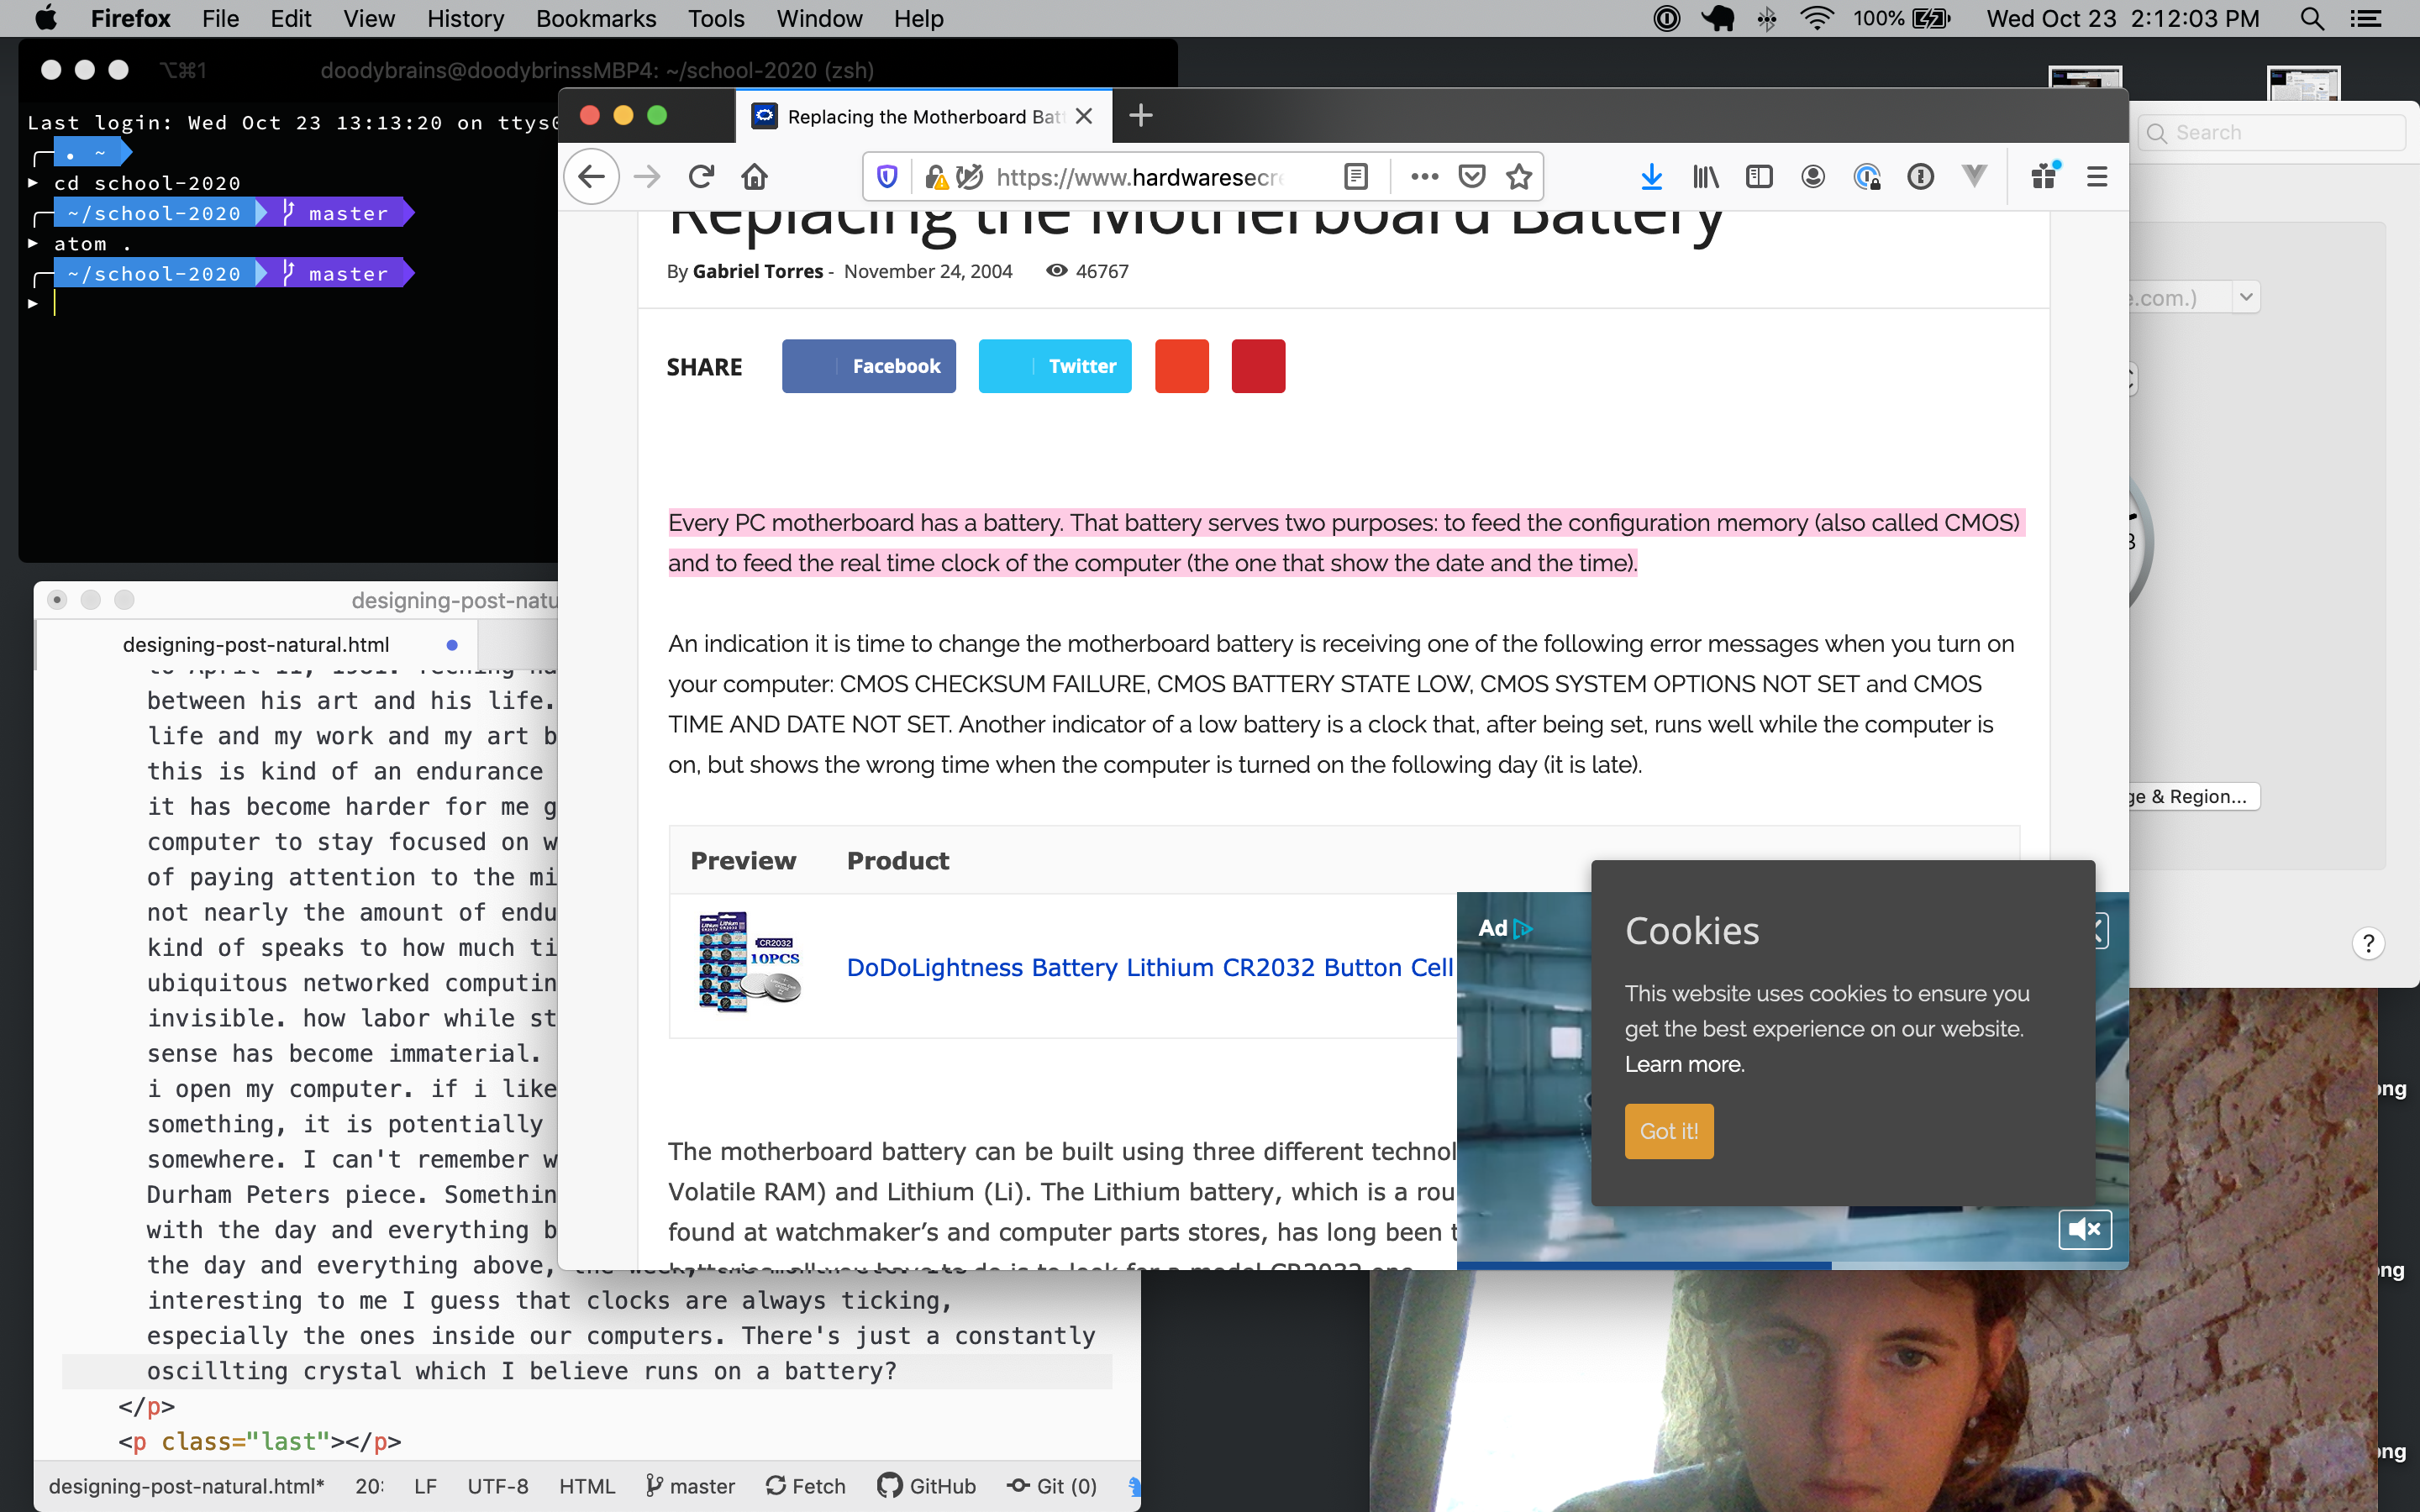 Firefox File Edit View History Bookmarks Tools Window Help 100% Wed Oct 23 2:12:03 PM
⌥⌘1 doodybrains@doodybrinssMBP4: ~/school-2020 (zsh)
Last login: Wed Oct 23 13:13:20 on
~
cd school-2020
~/school-2020 master
atom .
~/school-2020 master
Replacing the Motherboard
https://www.hardwaresecre
Replacing the Motherboard Battery
By Gabriel Torres - November 24, 2004 46767
SHARE Facebook Twitter
Every PC motherboard has a battery. That battery serves two purposes: to feed the configuration memory (also called CMOS)
and to feed the real time clock of the computer (the one that show the date and the time).
An indication it is time to change the motherboard battery is receiving one of the following error messages when you turn on
your computer: CMOS CHECKSUM FAILURE, CMOS BATTERY STATE LOW, CMOS SYSTEM OPTIONS NOT SET and CMOS
TIME AND DATE NOT SET. Another indicator of a low battery is a clock that, after being set, runs well while the computer is
on, but shows the wrong time when the computer is turned on the following day (it is late).
Preview Product
CR2032
10PCS
DoDoLightness Battery Lithium CR2032 Button Cell
The motherboard battery can be built using three different technol
Volatile RAM) and Lithium (Li). The Lithium battery, which is a rou
found at watchmaker's and computer parts stores, has long been t
Ad
Cookies
This website uses cookies to ensure you
get the best experience on our website.
Learn more.
Got it!
Search
e.com.)
ge & Region...
?
ong
ong
ong
designing-post-natu
designing-post-natural.html
between his art and his life.
life and my work and my art b
this is kind of an endurance
it has become harder for me g
computer to stay focused on w
of paying attention to the mi
not nearly the amount of endu
kind of speaks to how much ti
ubiquitous networked computin
invisible. how labor while st
sense has become immaterial.
i open my computer. if i like
something, it is potentially
somewhere. I can't remember w
Durham Peters piece. Somethin
with the day and everything b
the day and everything above,
interesting to me I guess that clocks are always ticking,
especially the ones inside our computers. There's just a constantly
oscillting crystal which I believe runs on a battery?
</p>
<p class="last"></p>
designing-post-natural.html* 20: LF UTF-8 HTML master Fetch GitHub Git (0)